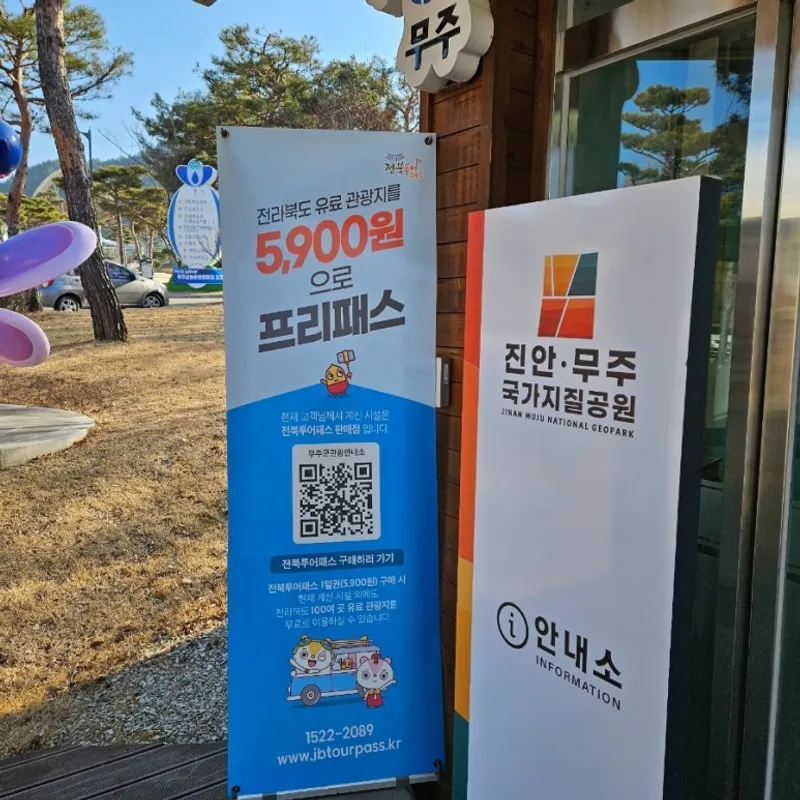 무주
전북투어패스
전라북도 유료 관광지를
5,900원
으로
프리패스
현재 고객님께서 계신 시설은
전북투어패스 판매점 입니다.
무주군관광안내소
전북투어패스 구매하러 가기
전북투어패스 1일권(5,900원) 구매 시
현재 계신 시설 외에도
전라북도 100여 곳 유료 관광지를
무료로 이용하실 수 있습니다.
1522-2089
www.jbtourpass.kr
진안·무주
국가지질공원
JINAN MUJU NATIONAL GEOPARK
i 안내소
INFORMATION